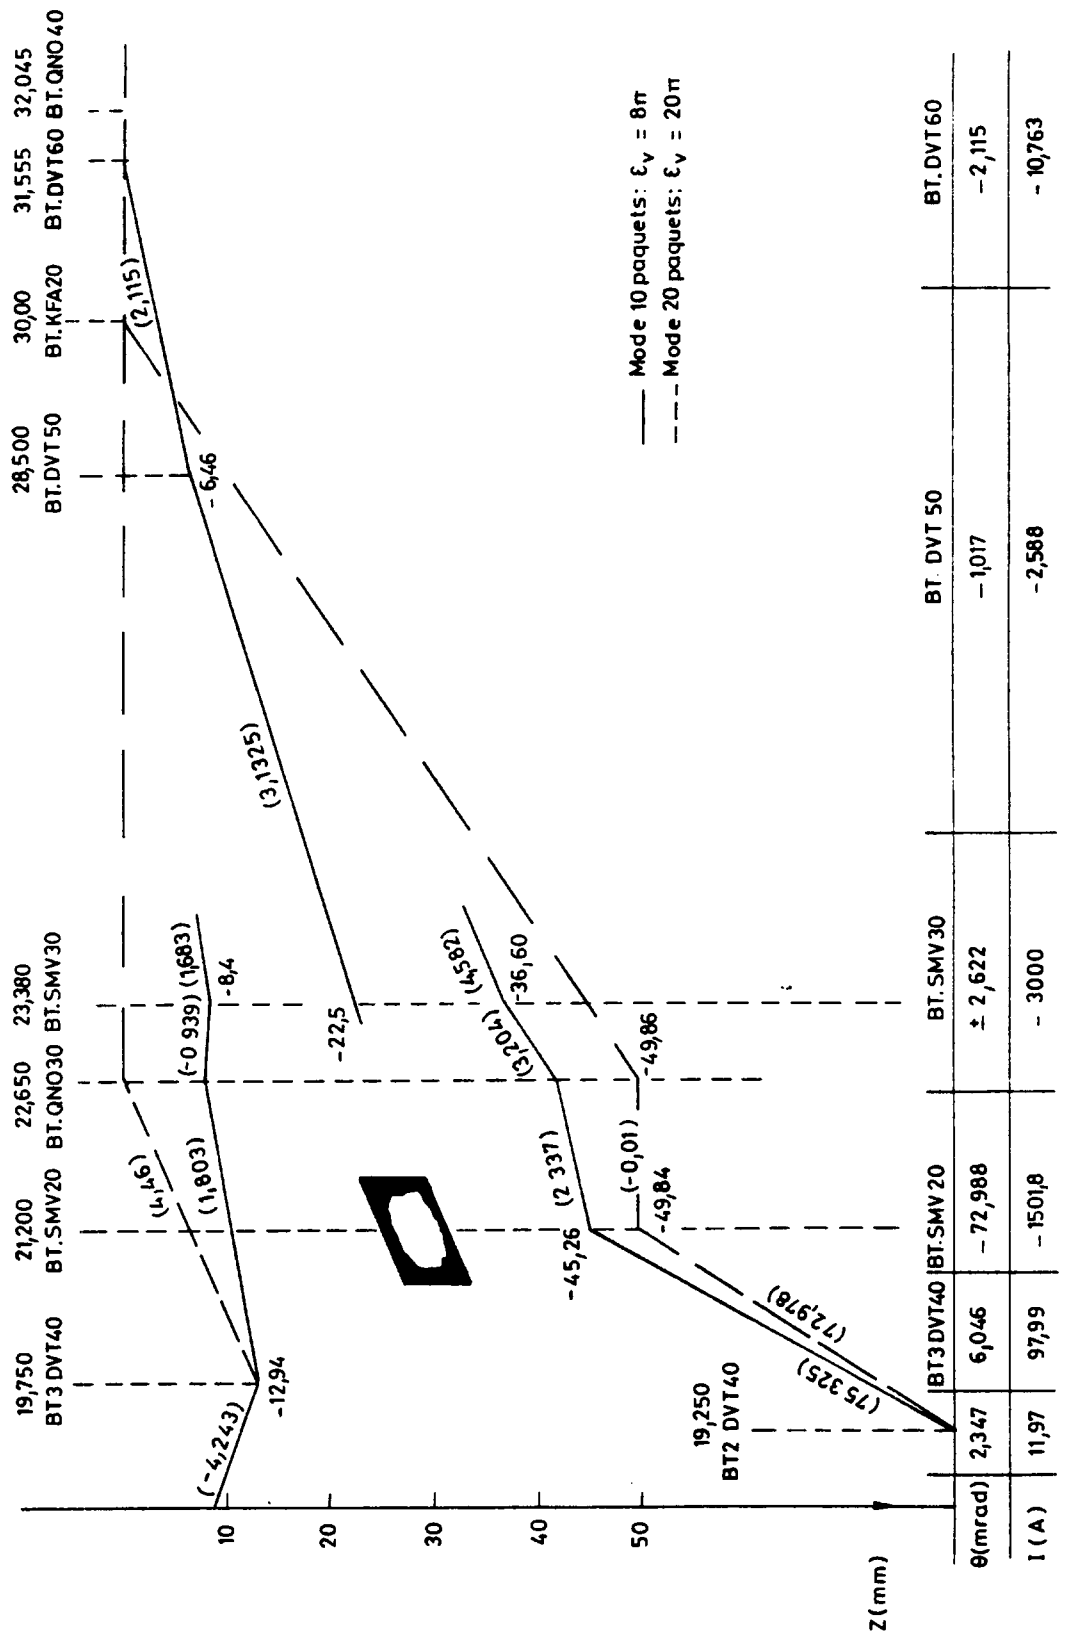 19,750 21,200 22,650 23,380 28,500 30,00 31,555 32,045
BT3 DVT40 BT.SMV20 BT.QNO30 BT.SMV30 BT.DVT50 BT.KFA20 BT.DVT60 BT.QNO40
(-4,243)
-12,94
(4,46)
(1,803)
(-0 939) (1,683)
-8,4
-22,5
(3,1325)
-6,46
(2,115)
-45,26
(2 337)
(3,204) (4,582)
-36,60
(-0,01)
-49,84
-49,86
(75 325)
(72,978)
19,250
BT2 DVT40
10
20
30
40
50
Z(mm)
Mode 10 paquets: Ɛv = 8π
Mode 20 paquets: Ɛv = 20π
BT3 DVT40 BT.SMV 20 BT.SMV30 BT. DVT 50 BT. DVT60
θ(mrad) 2,347 6,046 -72,988 ± 2,622 -1,017 -2,115
I (A) 11,97 97,99 -1501,8 - 3000 -2,588 -10,763